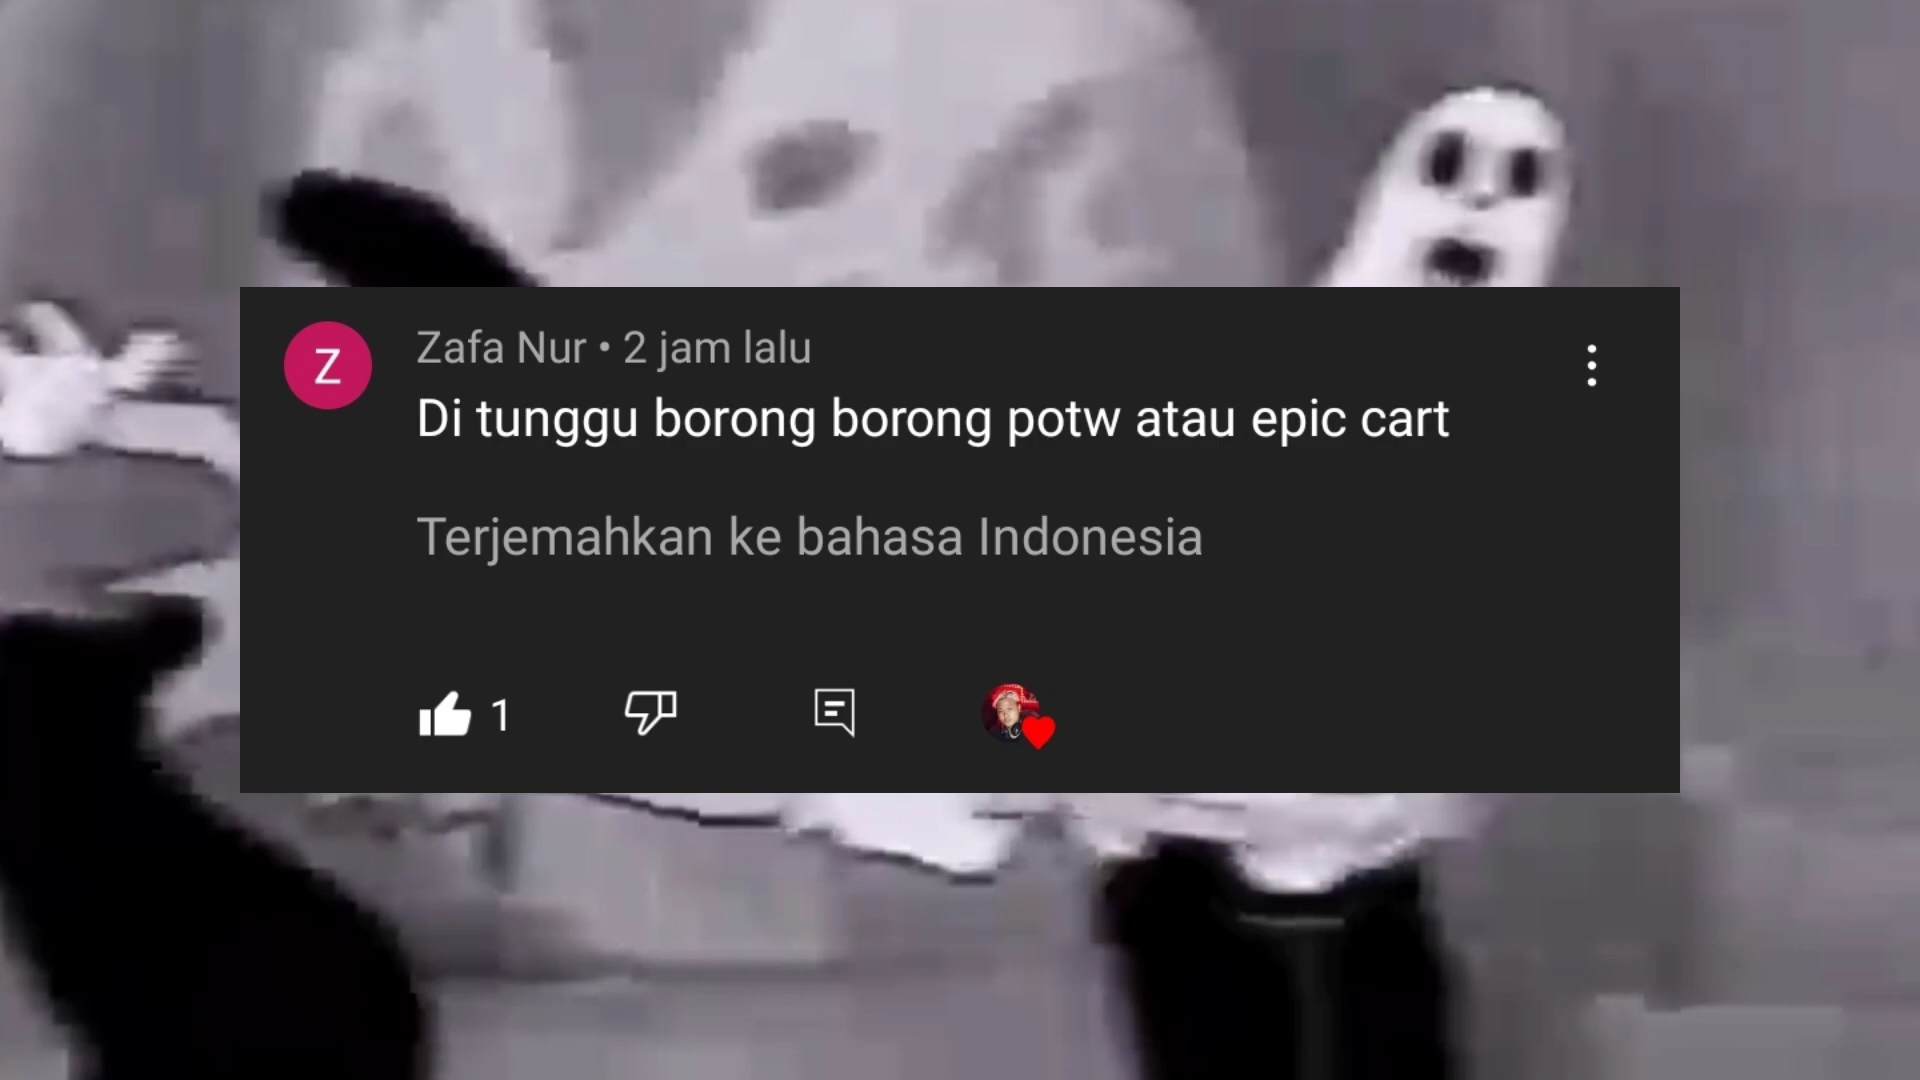 Z
Zafa Nur • 2 jam lalu
Di tunggu borong borong potw atau epic cart
Terjemahkan ke bahasa Indonesia
1